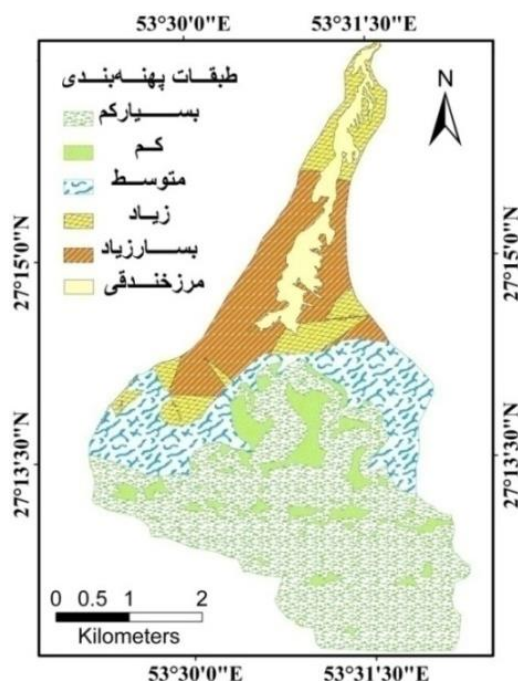 53°30'0"E 53°31'30"E
طبقات پهنه‌بندی
بسیارکم
کم
متوسط
زیاد
بسارزیاد
مرزخندقی
N
27°15'0"N 27°15'0"N
27°13'30"N 27°13'30"N
0 0.5 1 2
Kilometers
53°30'0"E 53°31'30"E